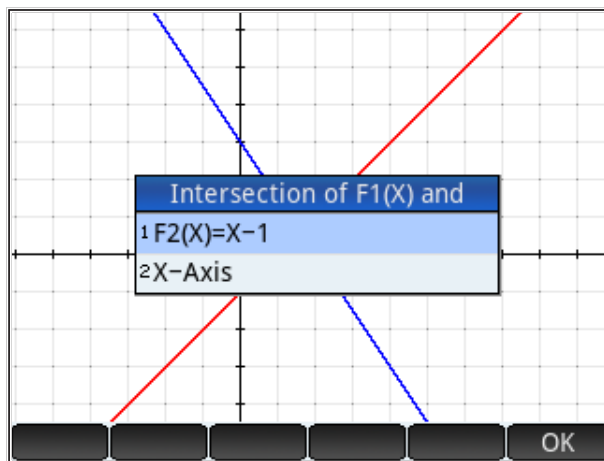 Intersection of F1(X) and
1 F2(X)=X−1
2 X−Axis
OK